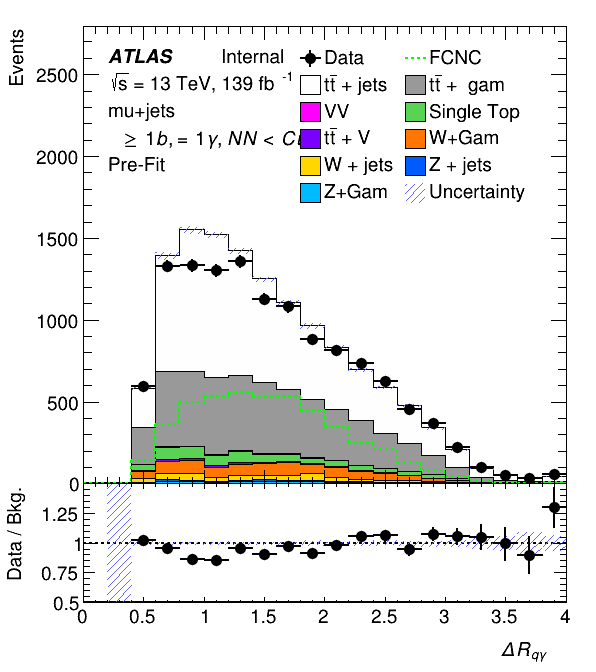 ATLAS Internal
√s = 13 TeV, 139 fb⁻¹
mu+jets
≥ 1b, = 1γ, NN <
Pre-Fit
Data FCNC
tt̄ + jets tt̄ + gam
VV Single Top
tt̄ + V W+Gam
W + jets Z + jets
Z+Gam Uncertainty
Events
2500
2000
1500
1000
500
0
Data / Bkg.
1.25
1
0.75
0.5
0 0.5 1 1.5 2 2.5 3 3.5 4
ΔR_qγ